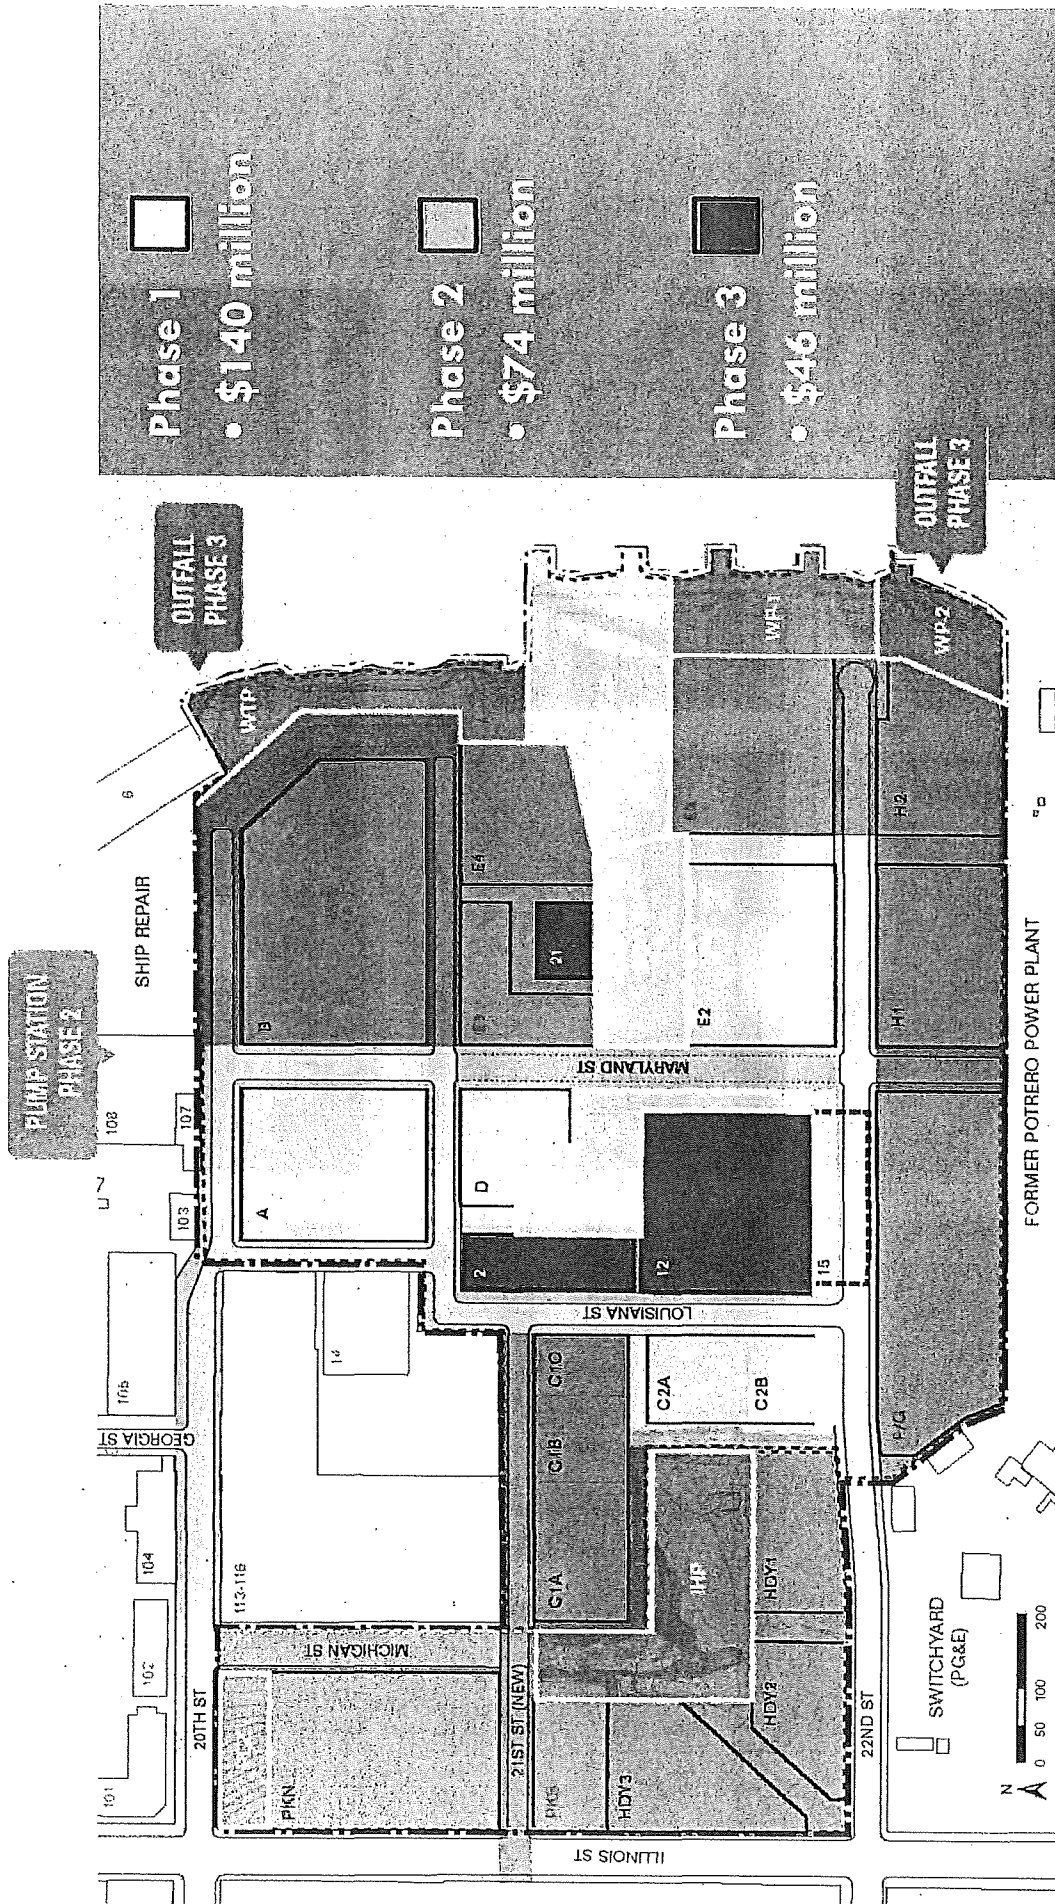 Phase 1
• $140 million
Phase 2
• $74 million
Phase 3
• $46 million
OUTFALL
PHASE 3
OUTFALL
PHASE 3
PUMP STATION
PHASE 2
SHIP REPAIR
6
108
107
103
7
105
GEORGIA ST
104
102
101
20TH ST
113-116
14
MICHIGAN ST
PKN
21ST ST (NEW)
ILLINOIS ST
A
B
WTP
E4
21
D
2
12
15
MARYLAND ST
LOUISIANA ST
E2
WP-1
WP-2
H2
H1
C1A
C1B
C1C
C2A
C2B
IHP
HDY1
HDY2
HDY3
22ND ST
FORMER POTRERO POWER PLANT
SWITCHYARD
(PG&E)
N
0 50 100 200